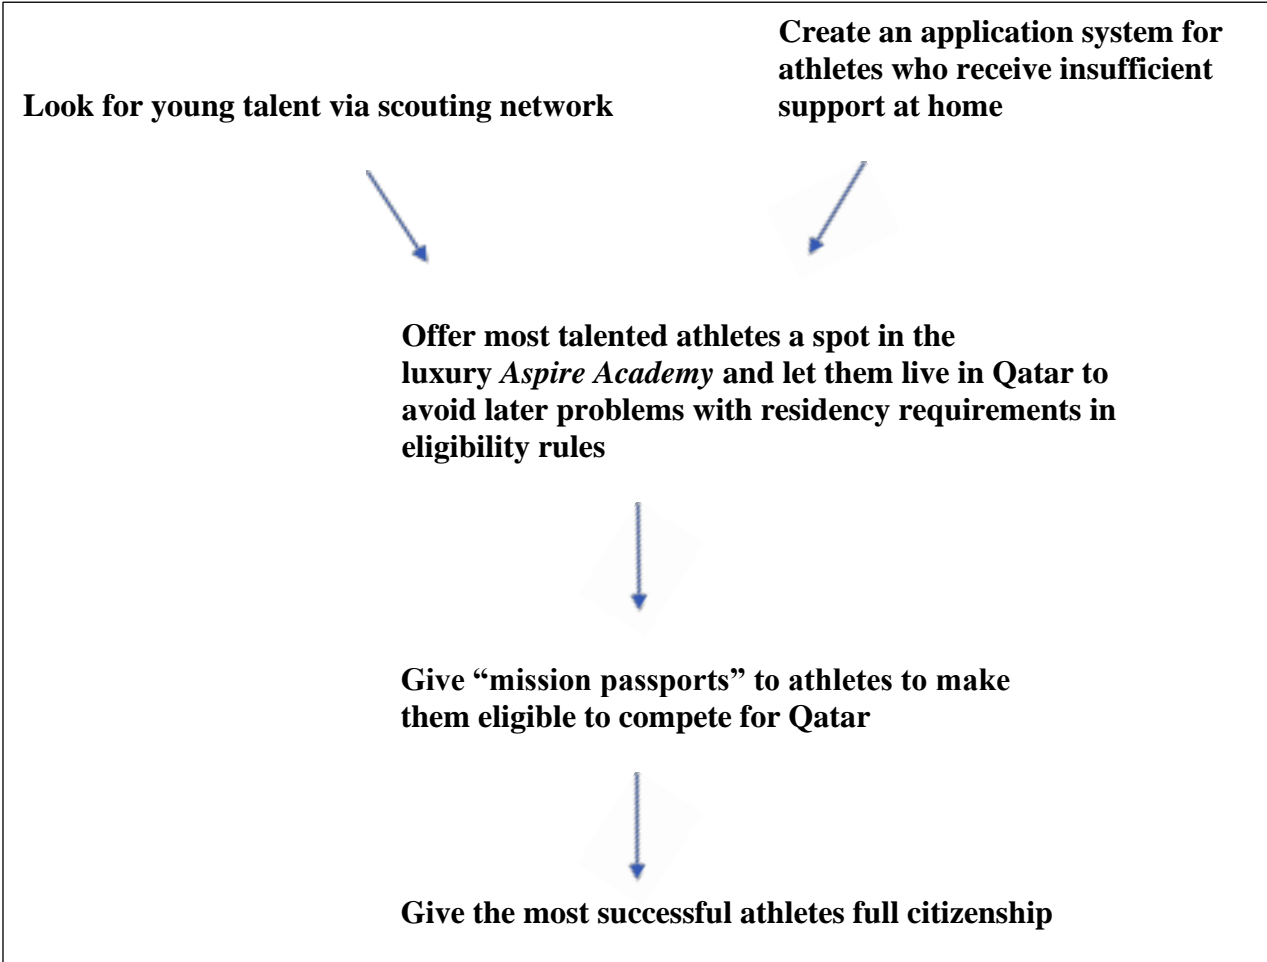 Create an application system for
athletes who receive insufficient
support at home
Look for young talent via scouting network
Offer most talented athletes a spot in the
luxury Aspire Academy and let them live in Qatar to
avoid later problems with residency requirements in
eligibility rules
Give “mission passports” to athletes to make
them eligible to compete for Qatar
Give the most successful athletes full citizenship